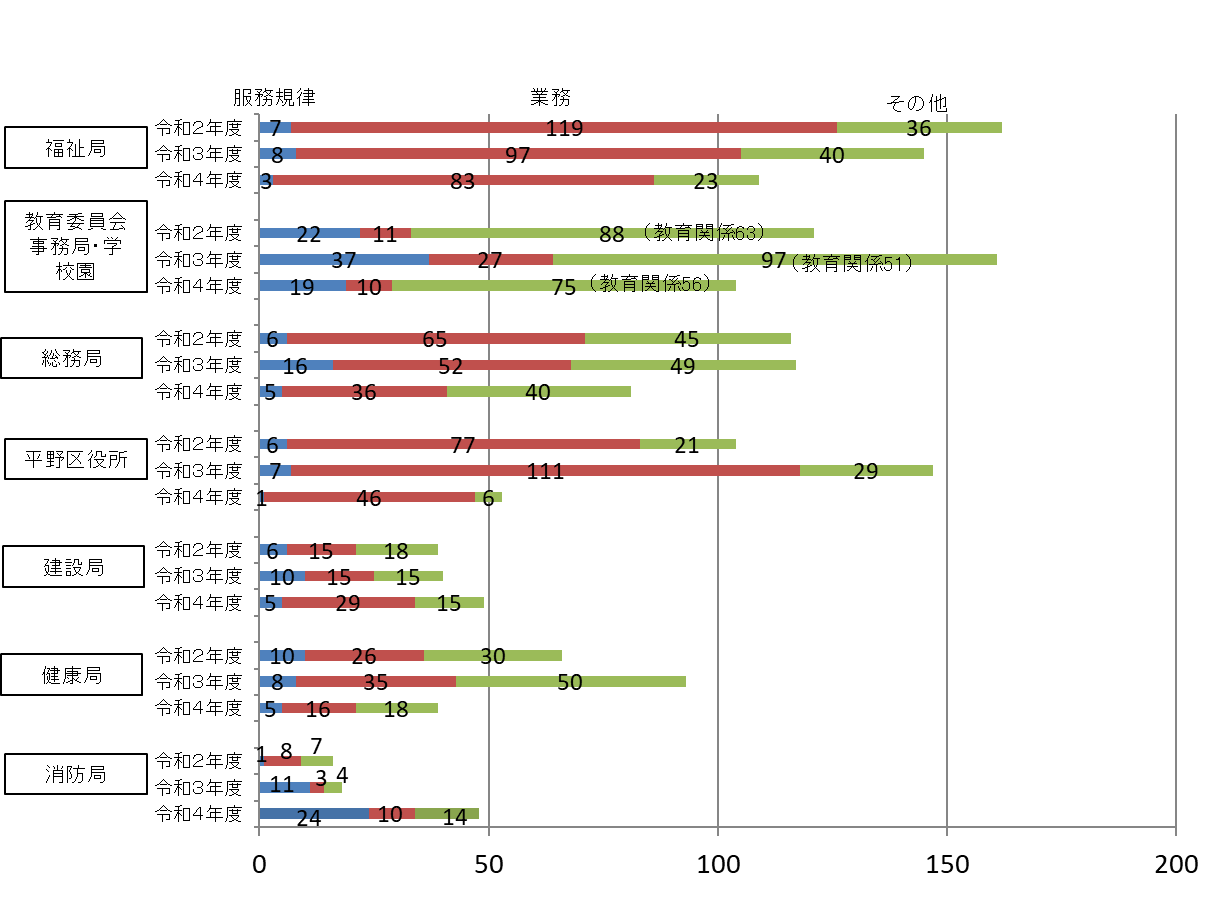 服務規律 業務 その他
福祉局
令和2年度 7 119 36
令和3年度 8 97 40
令和4年度 3 83 23
教育委員会
事務局・学
校園
令和2年度 22 11 88 （教育関係63）
令和3年度 37 27 97 （教育関係51）
令和4年度 19 10 75 （教育関係56）
総務局
令和2年度 6 65 45
令和3年度 16 52 49
令和4年度 5 36 40
平野区役所
令和2年度 6 77 21
令和3年度 7 111 29
令和4年度 1 46 6
建設局
令和2年度 6 15 18
令和3年度 10 15 15
令和4年度 5 29 15
健康局
令和2年度 10 26 30
令和3年度 8 35 50
令和4年度 5 16 18
消防局
令和2年度 1 8 7
令和3年度 11 3 4
令和4年度 24 10 14
0 50 100 150 200